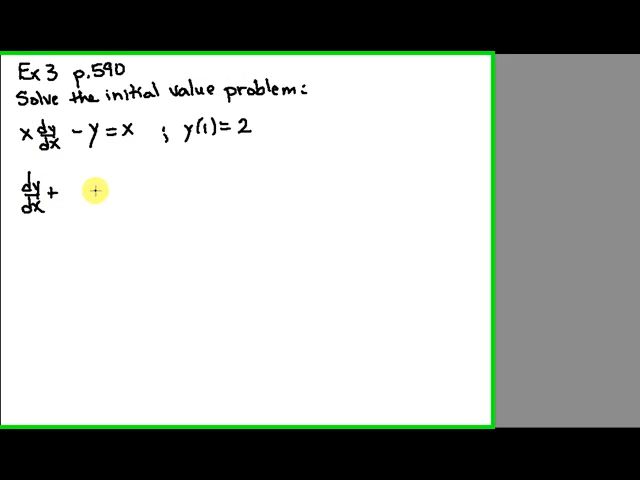 Ex 3 p.590
Solve the initial value problem:
x dy/dx - y = x ; y(1) = 2
dy/dx +